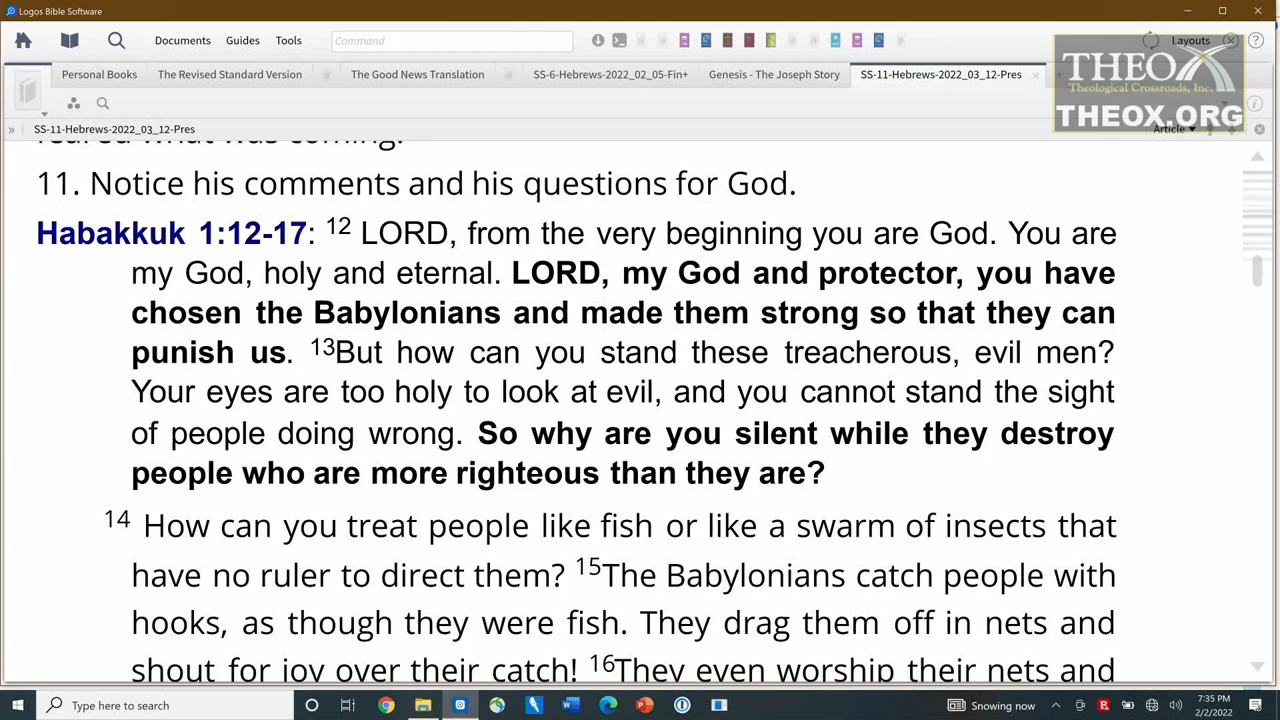 Logos Bible Software
Documents Guides Tools Command Layouts
Personal Books The Revised Standard Version The Good News Translation SS-6-Hebrews-2022_02_05-Fin+ Genesis - The Joseph Story SS-11-Hebrews-2022_03_12-Pres
THEOX
Theological Crossroads, Inc.
THEOX.ORG
» SS-11-Hebrews-2022_03_12-Pres Article
feared what was coming.
11. Notice his comments and his questions for God.
Habakkuk 1:12-17: 12 LORD, from the very beginning you are God. You are
my God, holy and eternal. LORD, my God and protector, you have
chosen the Babylonians and made them strong so that they can
punish us. 13But how can you stand these treacherous, evil men?
Your eyes are too holy to look at evil, and you cannot stand the sight
of people doing wrong. So why are you silent while they destroy
people who are more righteous than they are?
14 How can you treat people like fish or like a swarm of insects that
have no ruler to direct them? 15The Babylonians catch people with
hooks, as though they were fish. They drag them off in nets and
shout for joy over their catch! 16They even worship their nets and
Type here to search Snowing now 7:35 PM
2/2/2022